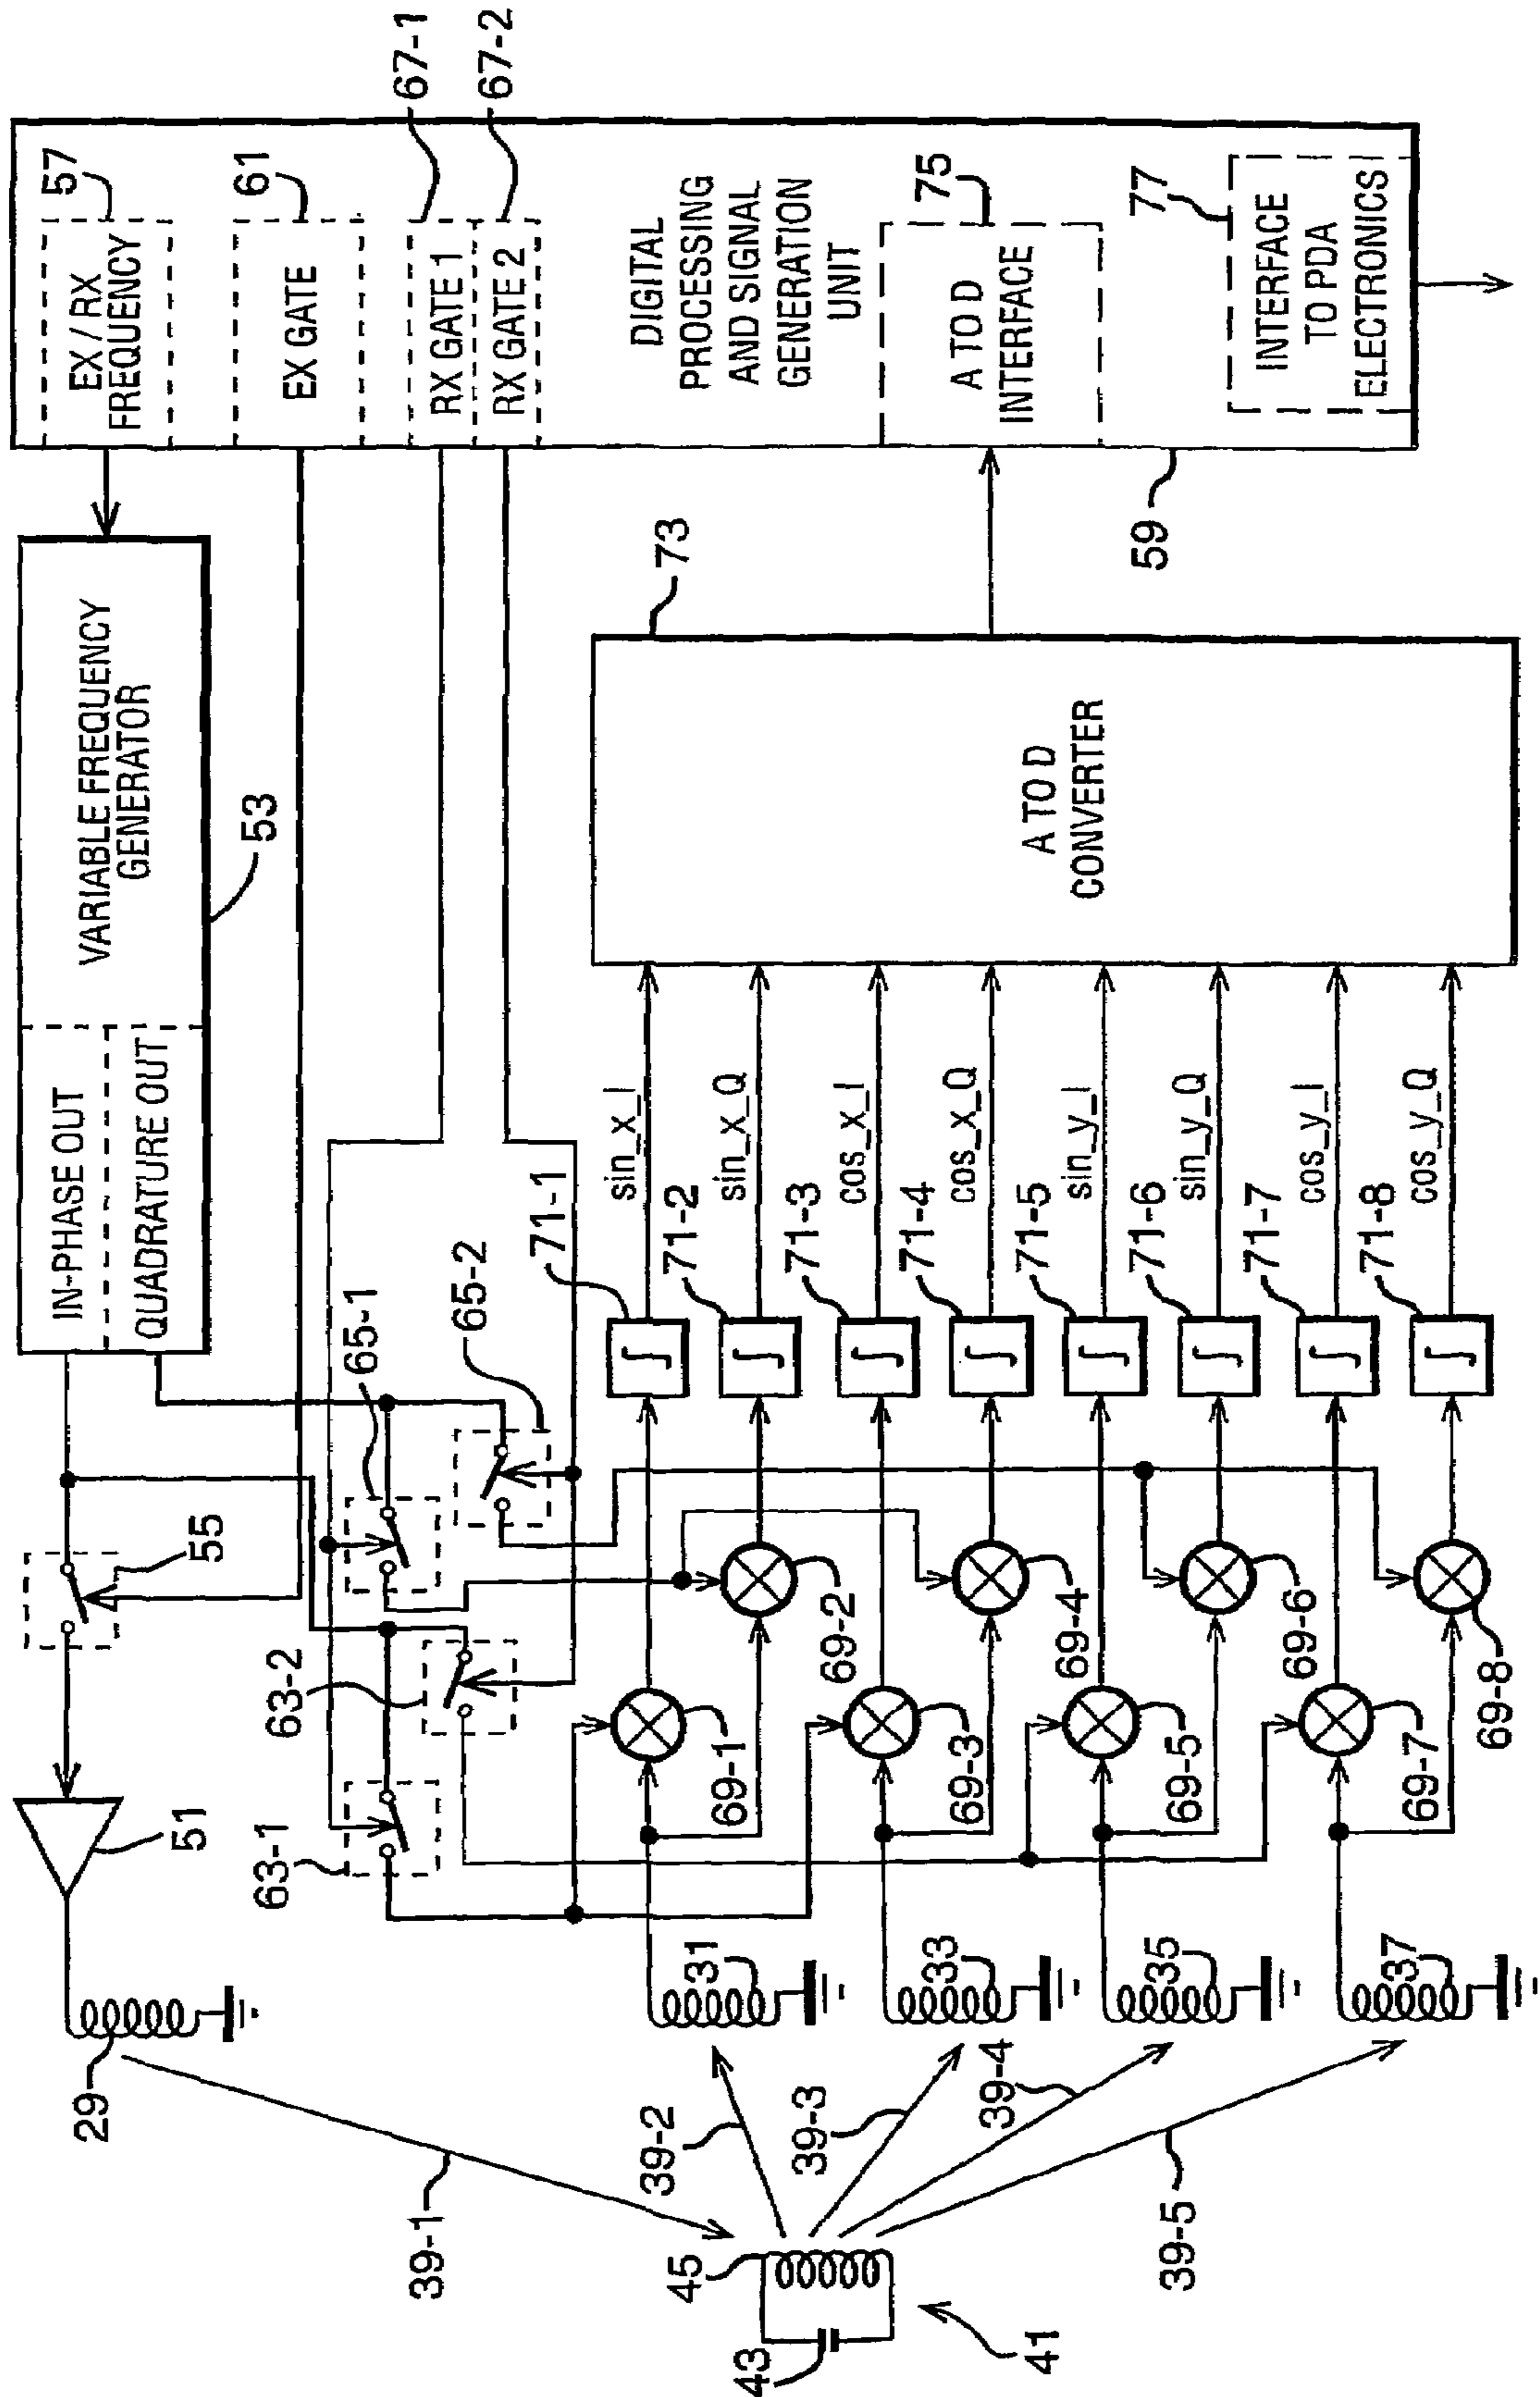 57
EX / RX
FREQUENCY
61
EX GATE
67-1
RX GATE 1
67-2
RX GATE 2
DIGITAL
PROCESSING
AND SIGNAL
GENERATION
UNIT
75
A TO D
INTERFACE
77
INTERFACE
TO PDA
ELECTRONICS
59
VARIABLE FREQUENCY
GENERATOR
53
IN-PHASE OUT
QUADRATURE OUT
73
A TO D
CONVERTER
sin_x_I
sin_x_Q
cos_x_I
cos_x_Q
sin_y_I
sin_y_Q
cos_y_I
cos_y_Q
71-1
71-2
71-3
71-4
71-5
71-6
71-7
71-8
∫
∫
∫
∫
∫
∫
∫
∫
55
65-1
65-2
63-2
63-1
51
69-1
69-2
69-3
69-4
69-5
69-6
69-7
69-8
29
31
33
35
37
39-1
39-2
39-3
39-4
39-5
45
43
41